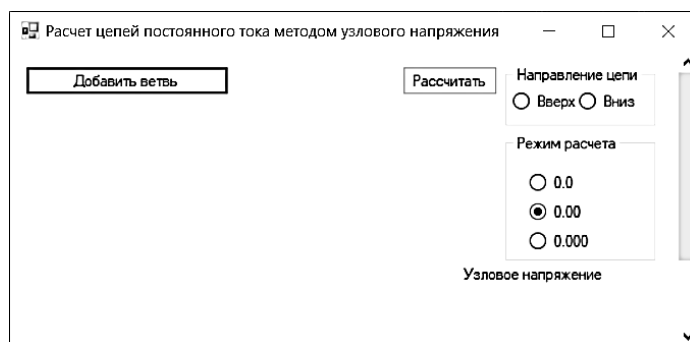 Расчет цепей постоянного тока методом узлового напряжения
Добавить ветвь
Рассчитать
Направление цепи
Вверх Вниз
Режим расчета
0.0
0.00
0.000
Узловое напряжение